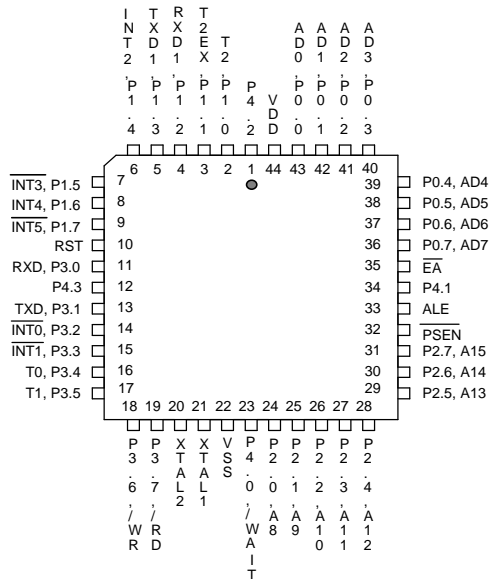 INT2,P1.4
TXD1,P1.3
RXD1,P1.2
T2EX,P1.1
T2,P1.0
P4.2
VDD
AD0,P0.0
AD1,P0.1
AD2,P0.2
AD3,P0.3
6 5 4 3 2 1 44 43 42 41 40
INT3, P1.5 7
INT4, P1.6 8
INT5, P1.7 9
RST 10
RXD, P3.0 11
P4.3 12
TXD, P3.1 13
INT0, P3.2 14
INT1, P3.3 15
T0, P3.4 16
T1, P3.5 17
39 P0.4, AD4
38 P0.5, AD5
37 P0.6, AD6
36 P0.7, AD7
35 EA
34 P4.1
33 ALE
32 PSEN
31 P2.7, A15
30 P2.6, A14
29 P2.5, A13
18 19 20 21 22 23 24 25 26 27 28
P3.6,/WR
P3.7,/RD
XTAL2
XTAL1
VSS
P4.0,/WAIT
P2.0,A8
P2.1,A9
P2.2,A10
P2.3,A11
P2.4,A12